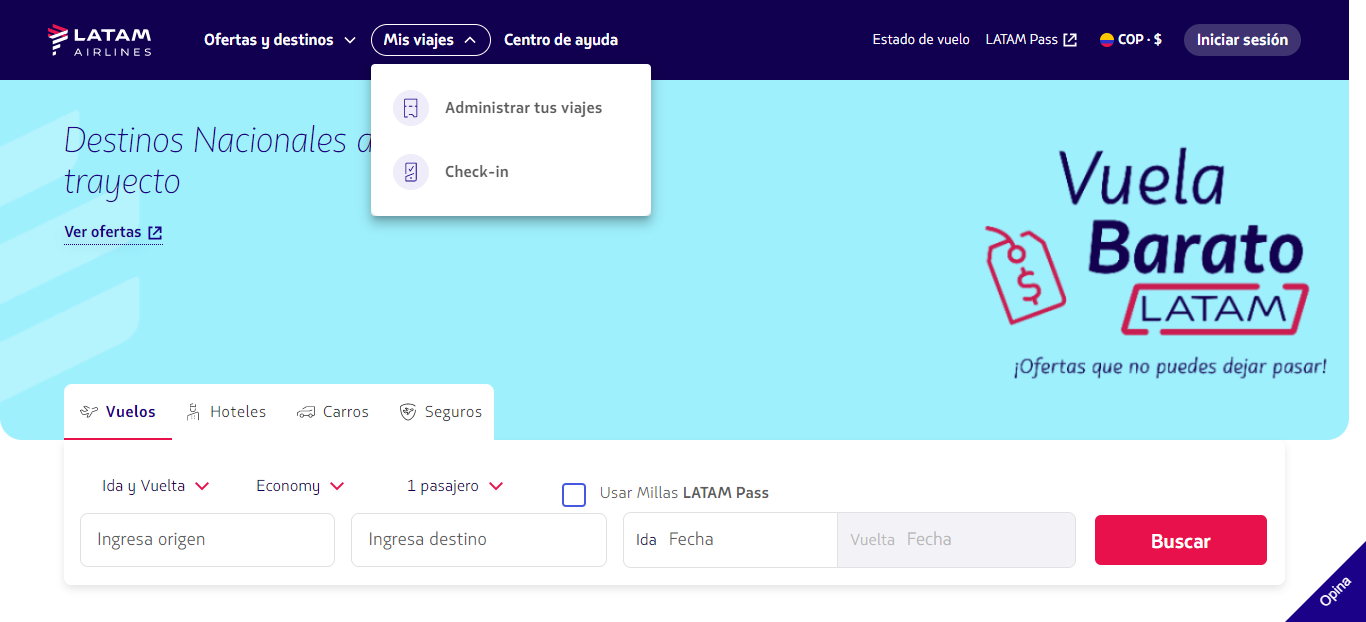 LATAM
AIRLINES
Ofertas y destinos
Mis viajes
Centro de ayuda
Estado de vuelo
LATAM Pass
COP · $
Iniciar sesión
Administrar tus viajes
Check-in
Destinos Nacionales
trayecto
Ver ofertas
Vuela
Barato
$
LATAM
¡Ofertas que no puedes dejar pasar!
Vuelos
Hoteles
Carros
Seguros
Ida y Vuelta
Economy
1 pasajero
Usar Millas LATAM Pass
Ingresa origen
Ingresa destino
Ida Fecha
Vuelta Fecha
Buscar
Opina